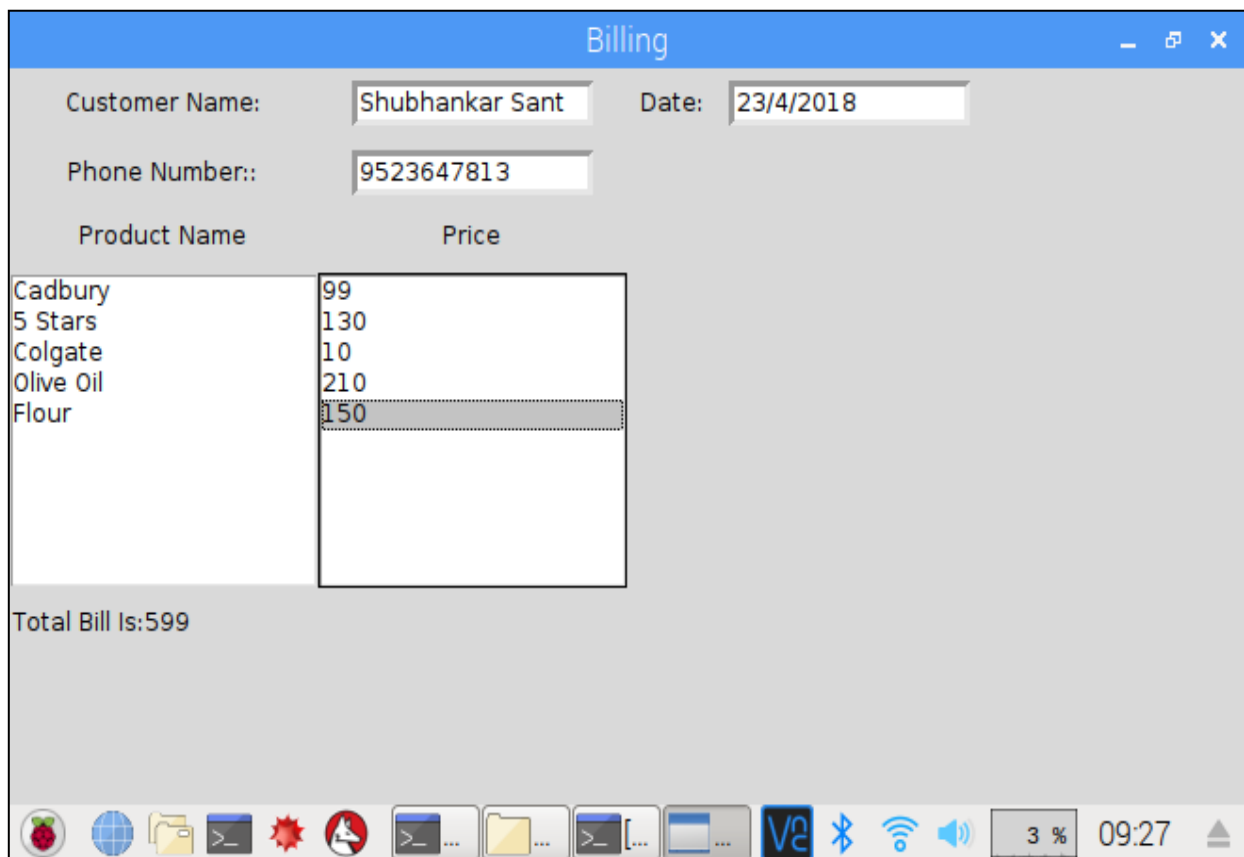 Billing
Customer Name: Shubhankar Sant Date: 23/4/2018
Phone Number:: 9523647813
Product Name Price
Cadbury 99
5 Stars 130
Colgate 10
Olive Oil 210
Flour 150
Total Bill Is:599
>_ >_ ... ... >_ [... ... V2 3 % 09:27